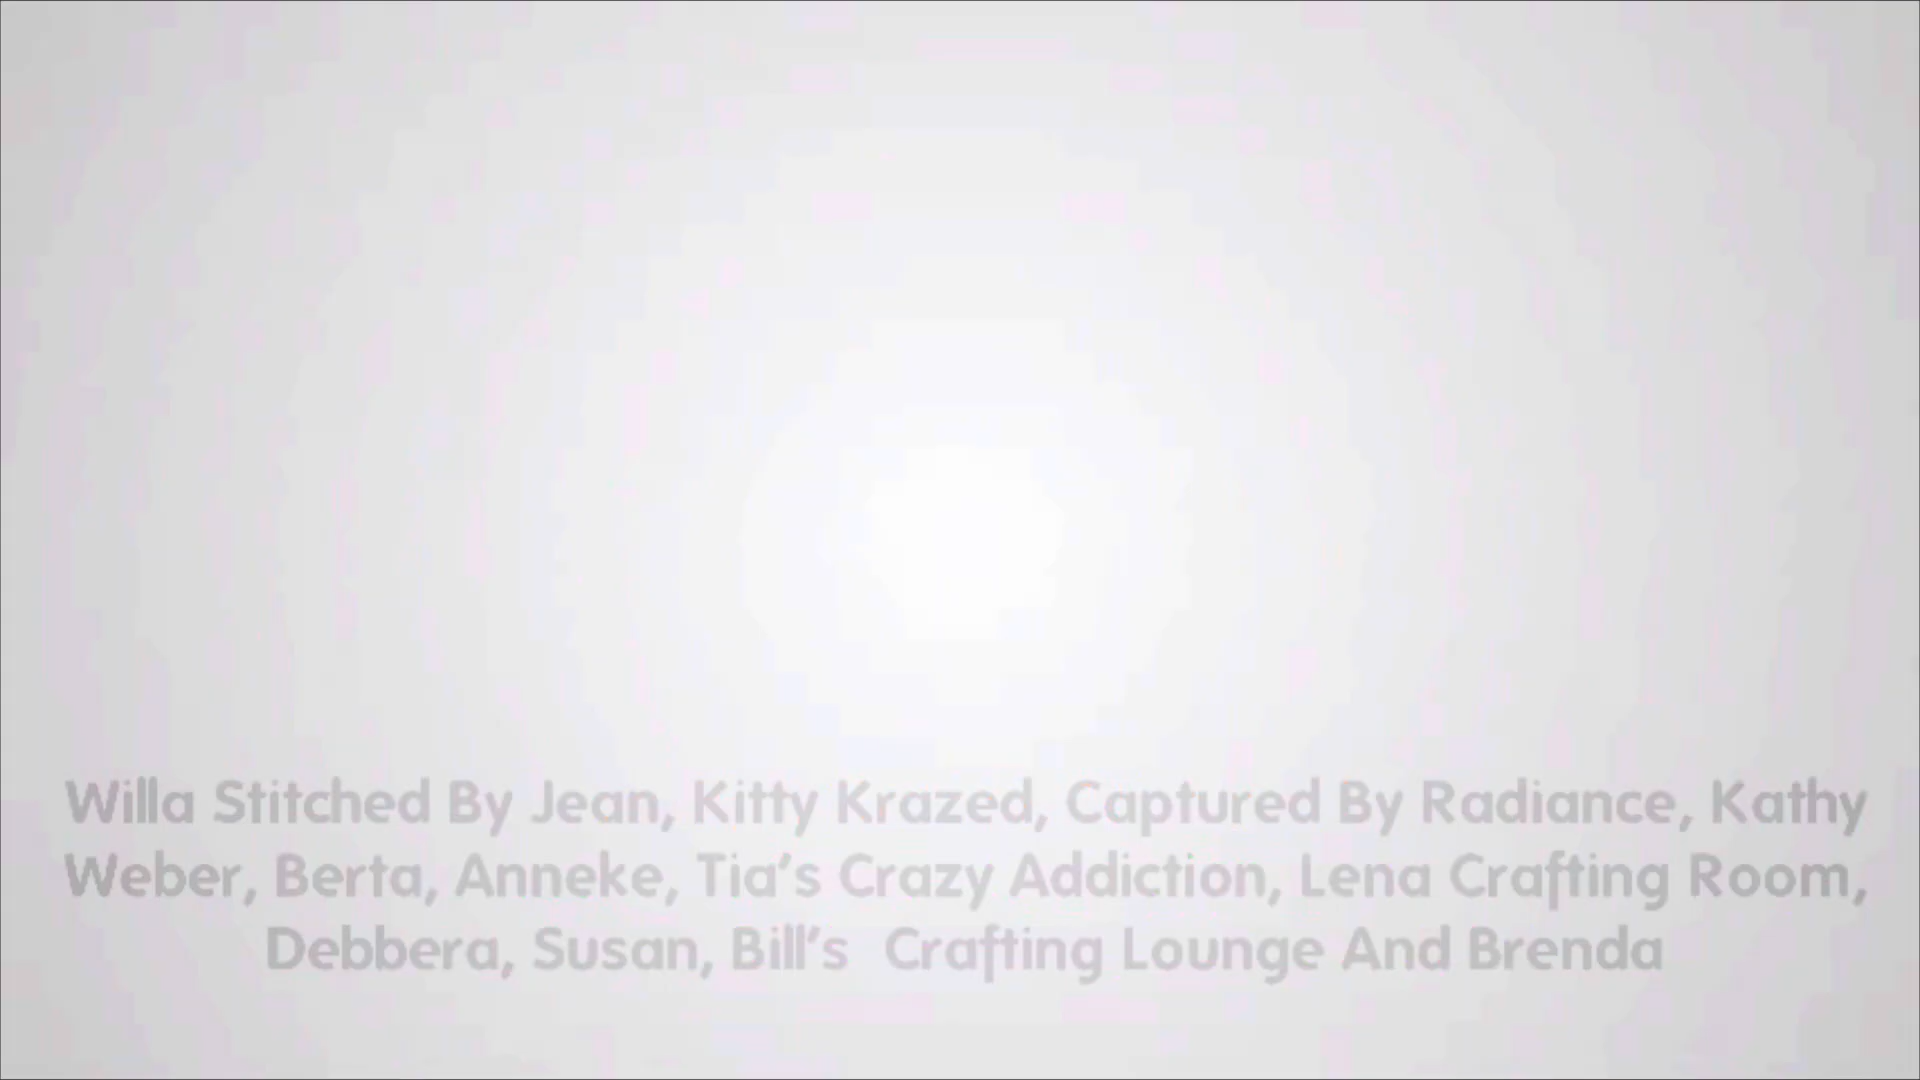 Willa Stitched By Jean, Kitty Krazed, Captured By Radiance, Kathy
Weber, Berta, Anneke, Tia's Crazy Addiction, Lena Crafting Room,
Debbera, Susan, Bill's  Crafting Lounge And Brenda